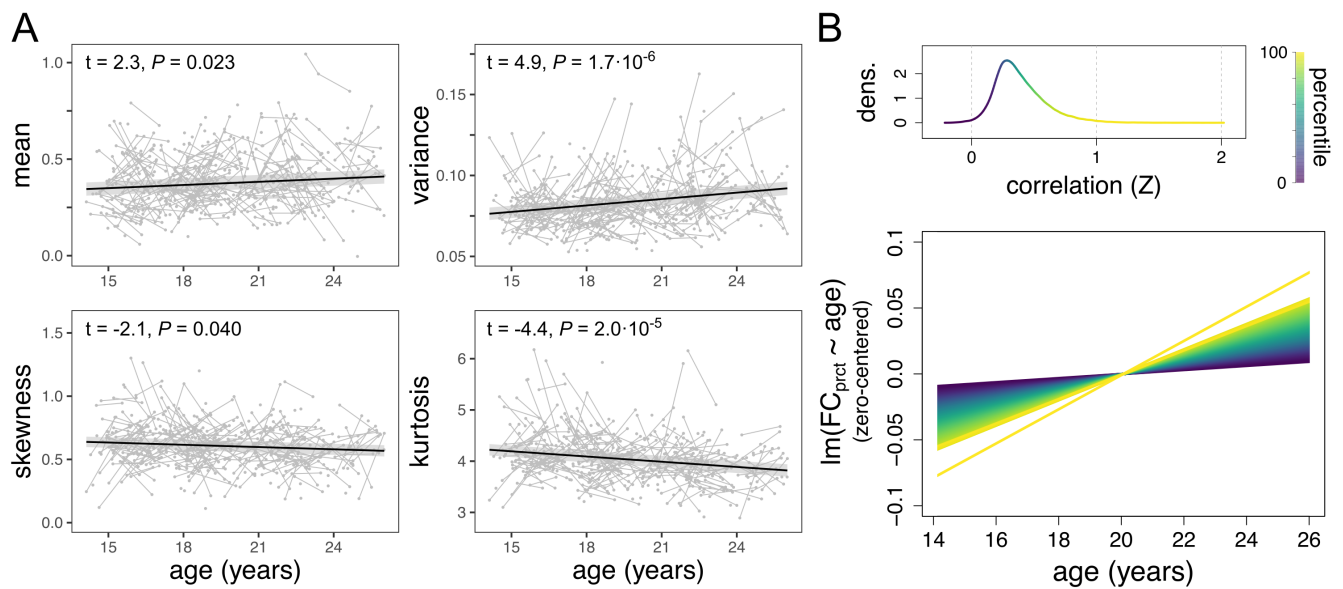 A
B
t = 2.3, P = 0.023
mean
1.0
0.5
0.0
15
18
21
24
t = 4.9, P = 1.7·10-6
variance
0.15
0.10
0.05
15
18
21
24
t = -2.1, P = 0.040
skewness
1.5
1.0
0.5
0.0
15
18
21
24
age (years)
t = -4.4, P = 2.0·10-5
kurtosis
6
5
4
3
15
18
21
24
age (years)
dens.
2
1
0
0
1
2
correlation (Z)
100
0
percentile
lm(FCprct ~ age)
(zero-centered)
0.1
0.05
0.0
−0.05
−0.1
14
16
18
20
22
24
26
age (years)